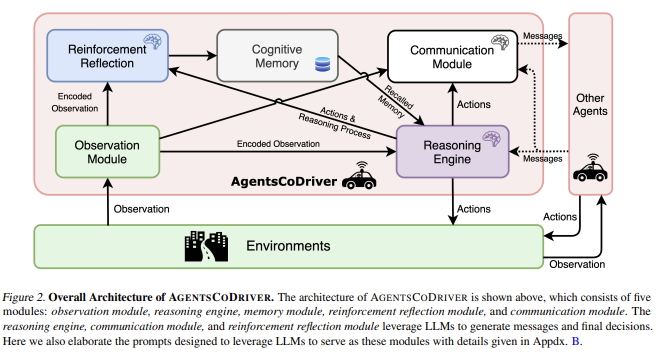 Reinforcement
Reflection
Cognitive
Memory
Communication
Module
Messages
Other
Agents
Encoded
Observation
Recalled
Memory
Actions &
Reasoning Process
Actions
Observation
Module
Encoded Observation
Reasoning
Engine
Messages
AgentsCoDriver
Observation
Actions
Actions
Environments
Observation
Figure 2. Overall Architecture of AGENTSCODRIVER. The architecture of AGENTSCODRIVER is shown above, which consists of five
modules: observation module, reasoning engine, memory module, reinforcement reflection module, and communication module. The
reasoning engine, communication module, and reinforcement reflection module leverage LLMs to generate messages and final decisions.
Here we also elaborate the prompts designed to leverage LLMs to serve as these modules with details given in Appdx. B.